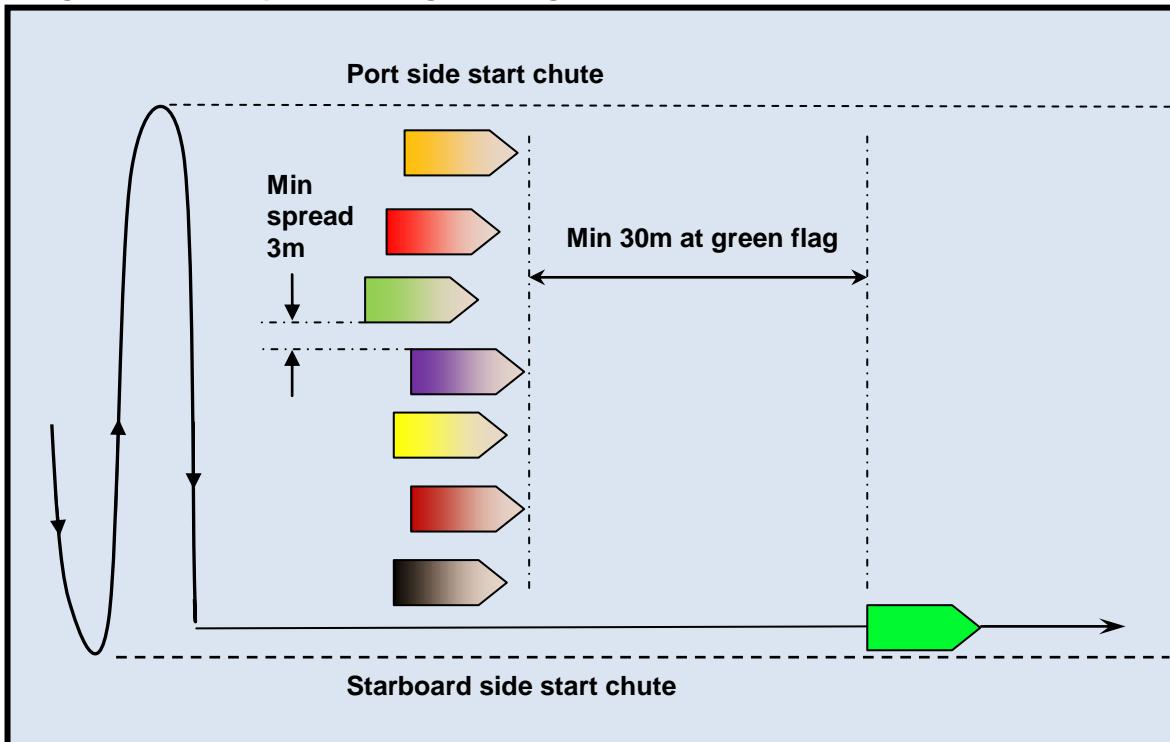 Port side start chute
Min
spread
3m
Min 30m at green flag
Starboard side start chute